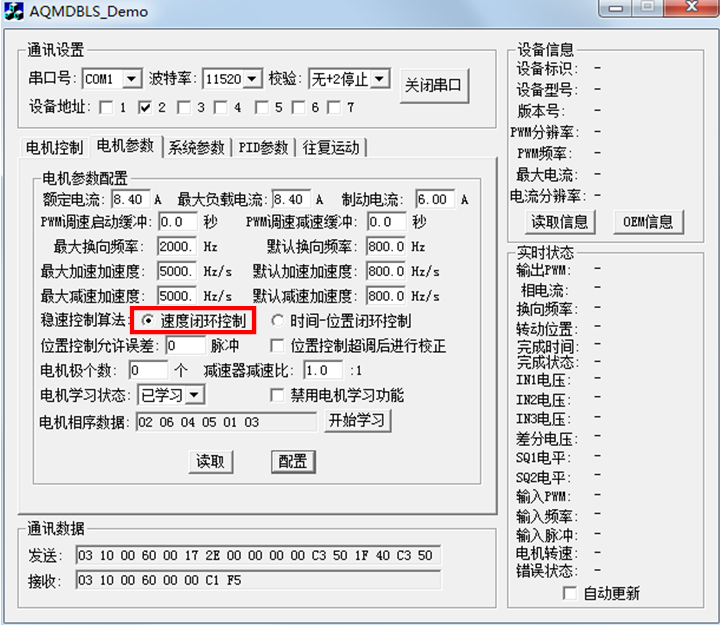 AQMDBLS_Demo
通讯设置
串口号: COM1 波特率: 11520 校验: 无+2停止 关闭串口
设备地址: 1 2 3 4 5 6 7
电机控制 电机参数 系统参数 PID参数 往复运动
电机参数配置
额定电流: 8.40 A 最大负载电流: 8.40 A 制动电流: 6.00 A
PWM调速启动缓冲: 0.0 秒 PWM调速减速缓冲: 0.0 秒
最大换向频率: 2000. Hz 默认换向频率: 800.0 Hz
最大加速加速度: 5000. Hz/s 默认加速加速度: 800.0 Hz/s
最大减速加速度: 5000. Hz/s 默认减速加速度: 800.0 Hz/s
稳速控制算法: 速度闭环控制 时间-位置闭环控制
位置控制允许误差: 0 脉冲 位置控制超调后进行校正
电机极个数: 0 个 减速器减速比: 1.0 :1
电机学习状态: 已学习 禁用电机学习功能
电机相序数据: 02 06 04 05 01 03 开始学习
读取 配置
通讯数据
发送: 03 10 00 60 00 17 2E 00 00 00 00 C3 50 1F 40 C3 50
接收: 03 10 00 60 00 00 C1 F5
设备信息
设备标识: -
设备型号: -
版本号: -
PWM分辨率: -
PWM频率: -
最大电流: -
电流分辨率: -
读取信息 OEM信息
实时状态
输出PWM: -
相电流: -
换向频率: -
转动位置: -
完成时间: -
完成状态: -
IN1电压: -
IN2电压: -
IN3电压: -
差分电压: -
SQ1电平: -
SQ2电平: -
输入PWM: -
输入频率: -
输入脉冲: -
电机转速: -
错误状态: -
自动更新